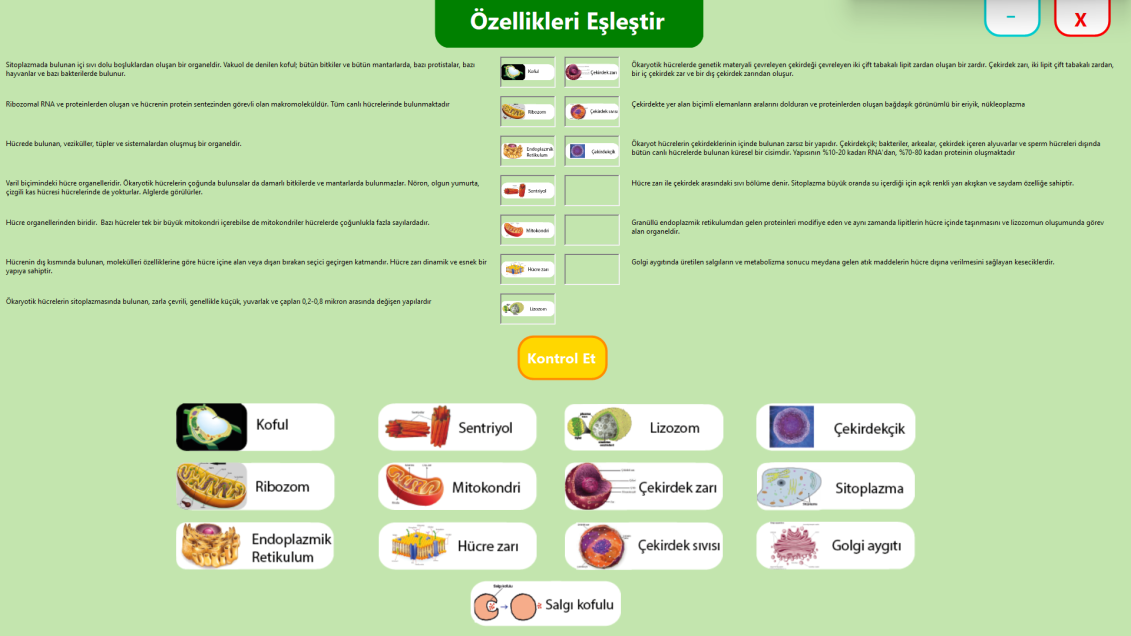 Özellikleri Eşleştir
–
X
Sitoplazmada bulunan içi sıvı dolu boşluklardan oluşan bir organeldir. Vakuol de denilen koful; bütün bitkiler ve bütün mantarlarda, bazı protistalar, bazı
hayvanlar ve bazı bakterilerde bulunur.
Koful
Çekirdek zarı
Ökaryotik hücrelerde genetik materyali çevreleyen çekirdeği çevreleyen iki çift tabakalı lipit zardan oluşan bir zardır. Çekirdek zarı, iki lipit çift tabakalı zardan,
bir iç çekirdek zar ve bir dış çekirdek zarından oluşur.
Ribozomal RNA ve proteinlerden oluşan ve hücrenin protein sentezinden görevli olan makromoleküldür. Tüm canlı hücrelerinde bulunmaktadır
Ribozom
Çekirdek sıvısı
Çekirdekte yer alan biçimli elemanların aralarını dolduran ve proteinlerden oluşan bağdaşık görünümlü bir eriyik, nükleoplazma
Hücrede bulunan, veziküller, tüpler ve sisternalardan oluşmuş bir organeldir.
Endoplazmik
Retikulum
Çekirdekçik
Ökaryot hücrelerin çekirdeklerinin içinde bulunan zarsız bir yapıdır. Çekirdekçik; bakteriler, arkealar, çekirdek içeren alyuvarlar ve sperm hücreleri dışında
bütün canlı hücrelerde bulunan küresel bir cisimdir. Yapısının %10-20 kadarı RNA'dan, %70-80 kadarı proteinin oluşmaktadır
Varil biçimindeki hücre organelleridir. Ökaryotik hücrelerin çoğunda bulunsalar da damarlı bitkilerde ve mantarlarda bulunmazlar. Nöron, olgun yumurta,
çizgili kas hücresi hücrelerinde de yokturlar. Alglerde görülürler.
Sentriyol
Hücre zarı ile çekirdek arasındaki sıvı bölüme denir. Sitoplazma büyük oranda su içerdiği için açık renkli yarı akışkan ve saydam özelliğe sahiptir.
Hücre organellerinden biridir. Bazı hücreler tek bir büyük mitokondri içerebilse de mitokondriler hücrelerde çoğunlukla fazla sayılardadır.
Mitokondri
Granüllü endoplazmik retikulumdan gelen proteinleri modifiye eden ve aynı zamanda lipitlerin hücre içinde taşınmasını ve lizozomun oluşumunda görev
alan organeldir.
Hücrenin dış kısmında bulunan, molekülleri özelliklerine göre hücre içine alan veya dışarı bırakan seçici geçirgen katmandır. Hücre zarı dinamik ve esnek bir
yapıya sahiptir.
Hücre zarı
Golgi aygıtında üretilen salgıların ve metabolizma sonucu meydana gelen atık maddelerin hücre dışına verilmesini sağlayan keseciklerdir.
Ökaryotik hücrelerin sitoplazmasında bulunan, zarla çevrili, genellikle küçük, yuvarlak ve çapları 0,2-0,8 mikron arasında değişen yapılardır
Lizozom
Kontrol Et
Koful
Sentriyol
Lizozom
Çekirdekçik
Ribozom
Mitokondri
Çekirdek zarı
Sitoplazma
Endoplazmik
Retikulum
Hücre zarı
Çekirdek sıvısı
Golgi aygıtı
Salgı kofulu